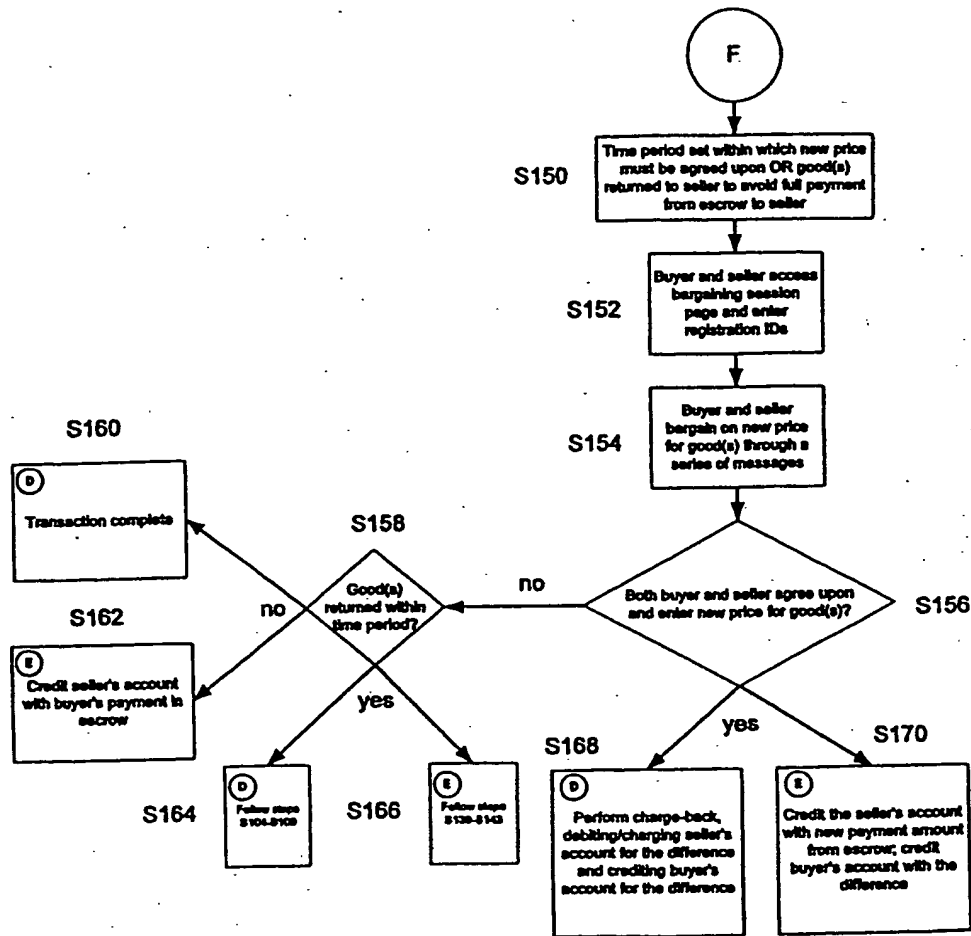 F
S150
Time period set within which new price
must be agreed upon OR good(s)
returned to seller to avoid full payment
from escrow to seller
S152
Buyer and seller access
bargaining session
page and enter
registration IDs
S154
Buyer and seller
bargain on new price
for good(s) through a
series of messages
S156
Both buyer and seller agree upon
and enter new price for good(s)?
no
yes
S158
Good(s)
returned within
time period?
no
yes
S160
D
Transaction complete
S162
E
Credit seller's account
with buyer's payment in
escrow
S164
D
Follow steps
S166
E
Follow steps
S168
D
Perform charge-back,
debiting/charging seller's
account for the difference
and crediting buyer's
account for the difference
S170
E
Credit the seller's account
with new payment amount
from escrow; credit
buyer's account with the
difference